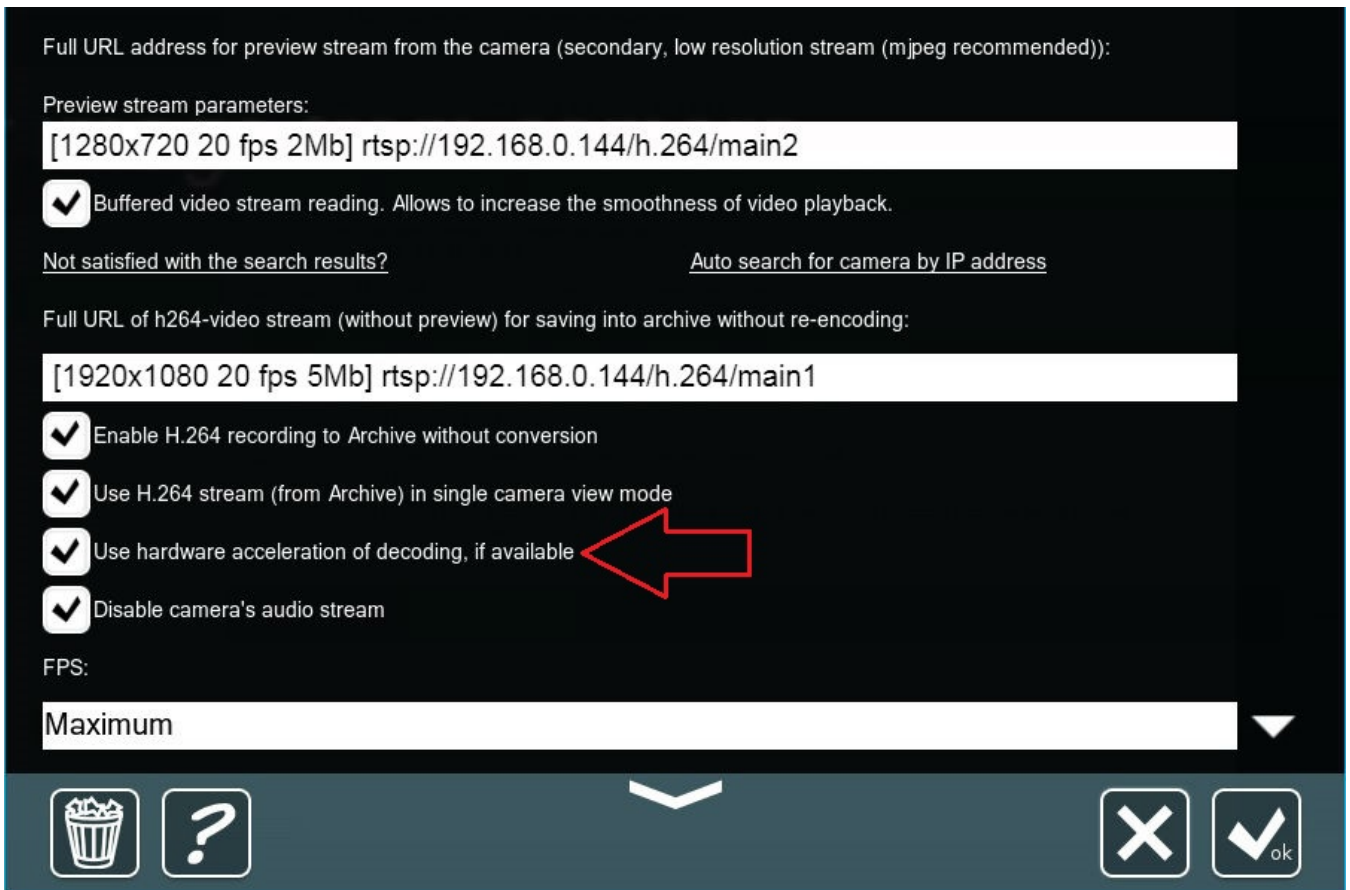 Full URL address for preview stream from the camera (secondary, low resolution stream (mjpeg recommended)):
Preview stream parameters:
[1280x720 20 fps 2Mb] rtsp://192.168.0.144/h.264/main2
Buffered video stream reading. Allows to increase the smoothness of video playback.
Not satisfied with the search results? Auto search for camera by IP address
Full URL of h264-video stream (without preview) for saving into archive without re-encoding:
[1920x1080 20 fps 5Mb] rtsp://192.168.0.144/h.264/main1
Enable H.264 recording to Archive without conversion
Use H.264 stream (from Archive) in single camera view mode
Use hardware acceleration of decoding, if available
Disable camera's audio stream
FPS:
Maximum
?
ok